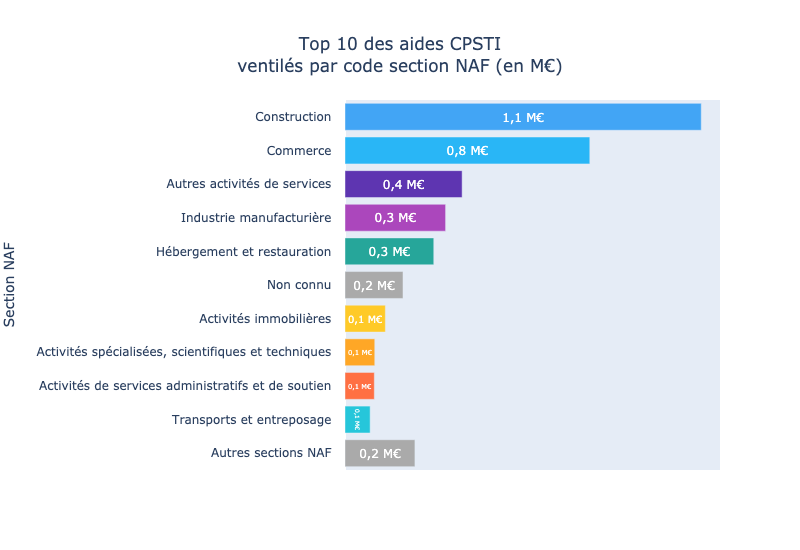 Top 10 des aides CPSTI
ventilés par code section NAF (en M€)
Section NAF
Construction 1,1 M€
Commerce 0,8 M€
Autres activités de services 0,4 M€
Industrie manufacturière 0,3 M€
Hébergement et restauration 0,3 M€
Non connu 0,2 M€
Activités immobilières 0,1 M€
Activités spécialisées, scientifiques et techniques 0,1 M€
Activités de services administratifs et de soutien 0,1 M€
Transports et entreposage 0,1 M€
Autres sections NAF 0,2 M€